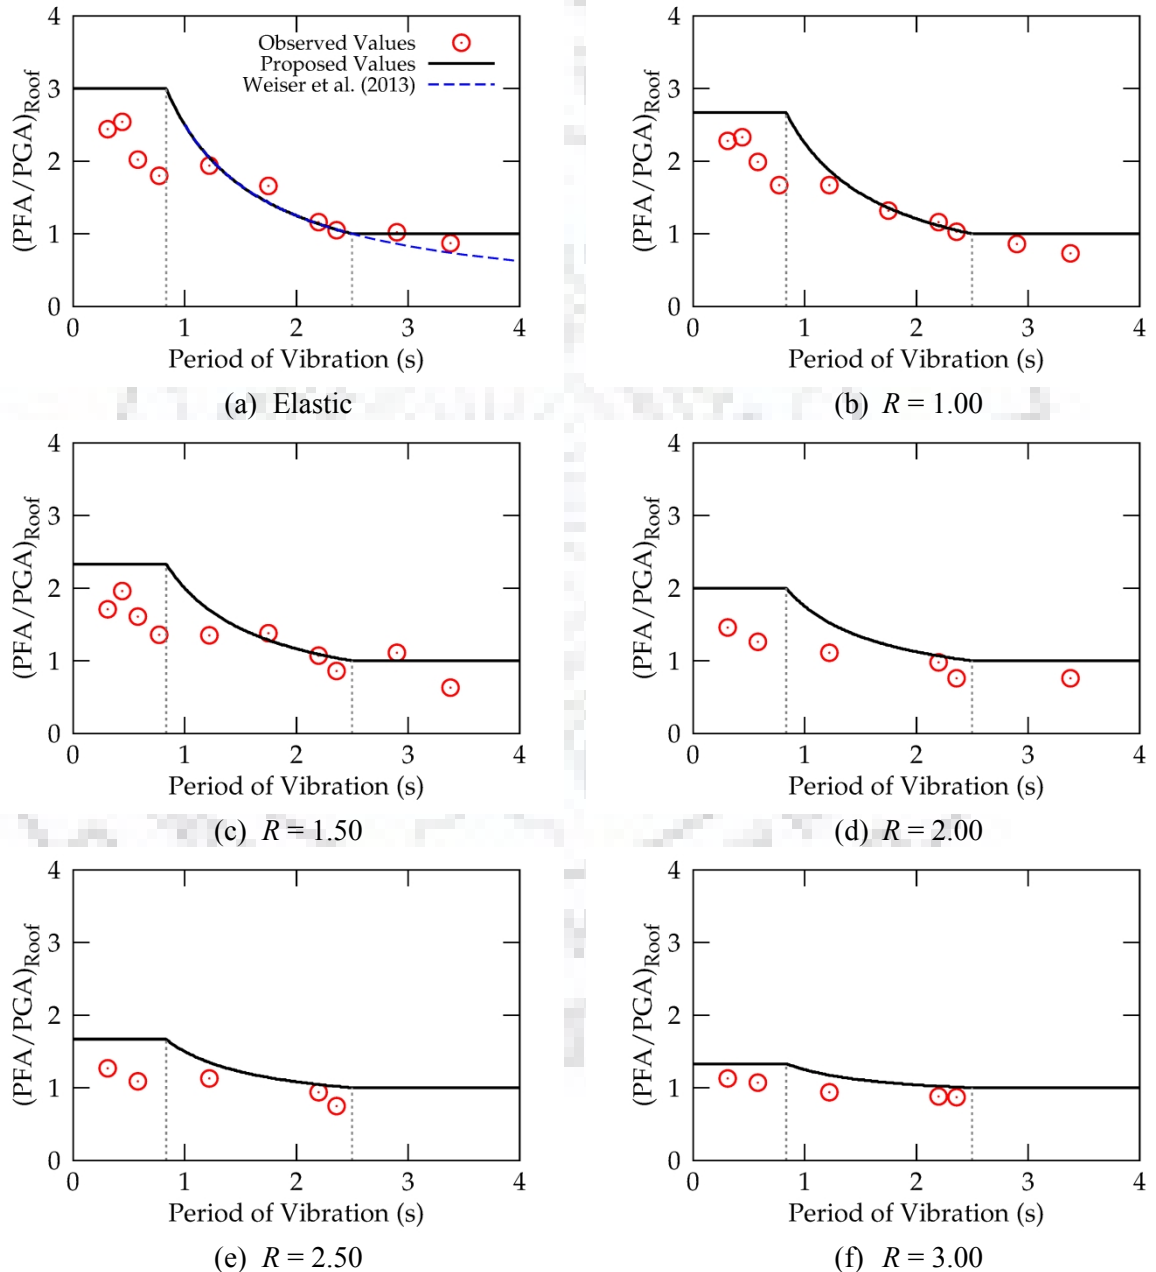 4
3
2
1
0
0 1 2 3 4
(PFA/PGA)Roof
Period of Vibration (s)
Observed Values
Proposed Values
Weiser et al. (2013)
(a) Elastic
4
3
2
1
0
0 1 2 3 4
(PFA/PGA)Roof
Period of Vibration (s)
(b) R = 1.00
4
3
2
1
0
0 1 2 3 4
(PFA/PGA)Roof
Period of Vibration (s)
(c) R = 1.50
4
3
2
1
0
0 1 2 3 4
(PFA/PGA)Roof
Period of Vibration (s)
(d) R = 2.00
4
3
2
1
0
0 1 2 3 4
(PFA/PGA)Roof
Period of Vibration (s)
(e) R = 2.50
4
3
2
1
0
0 1 2 3 4
(PFA/PGA)Roof
Period of Vibration (s)
(f) R = 3.00